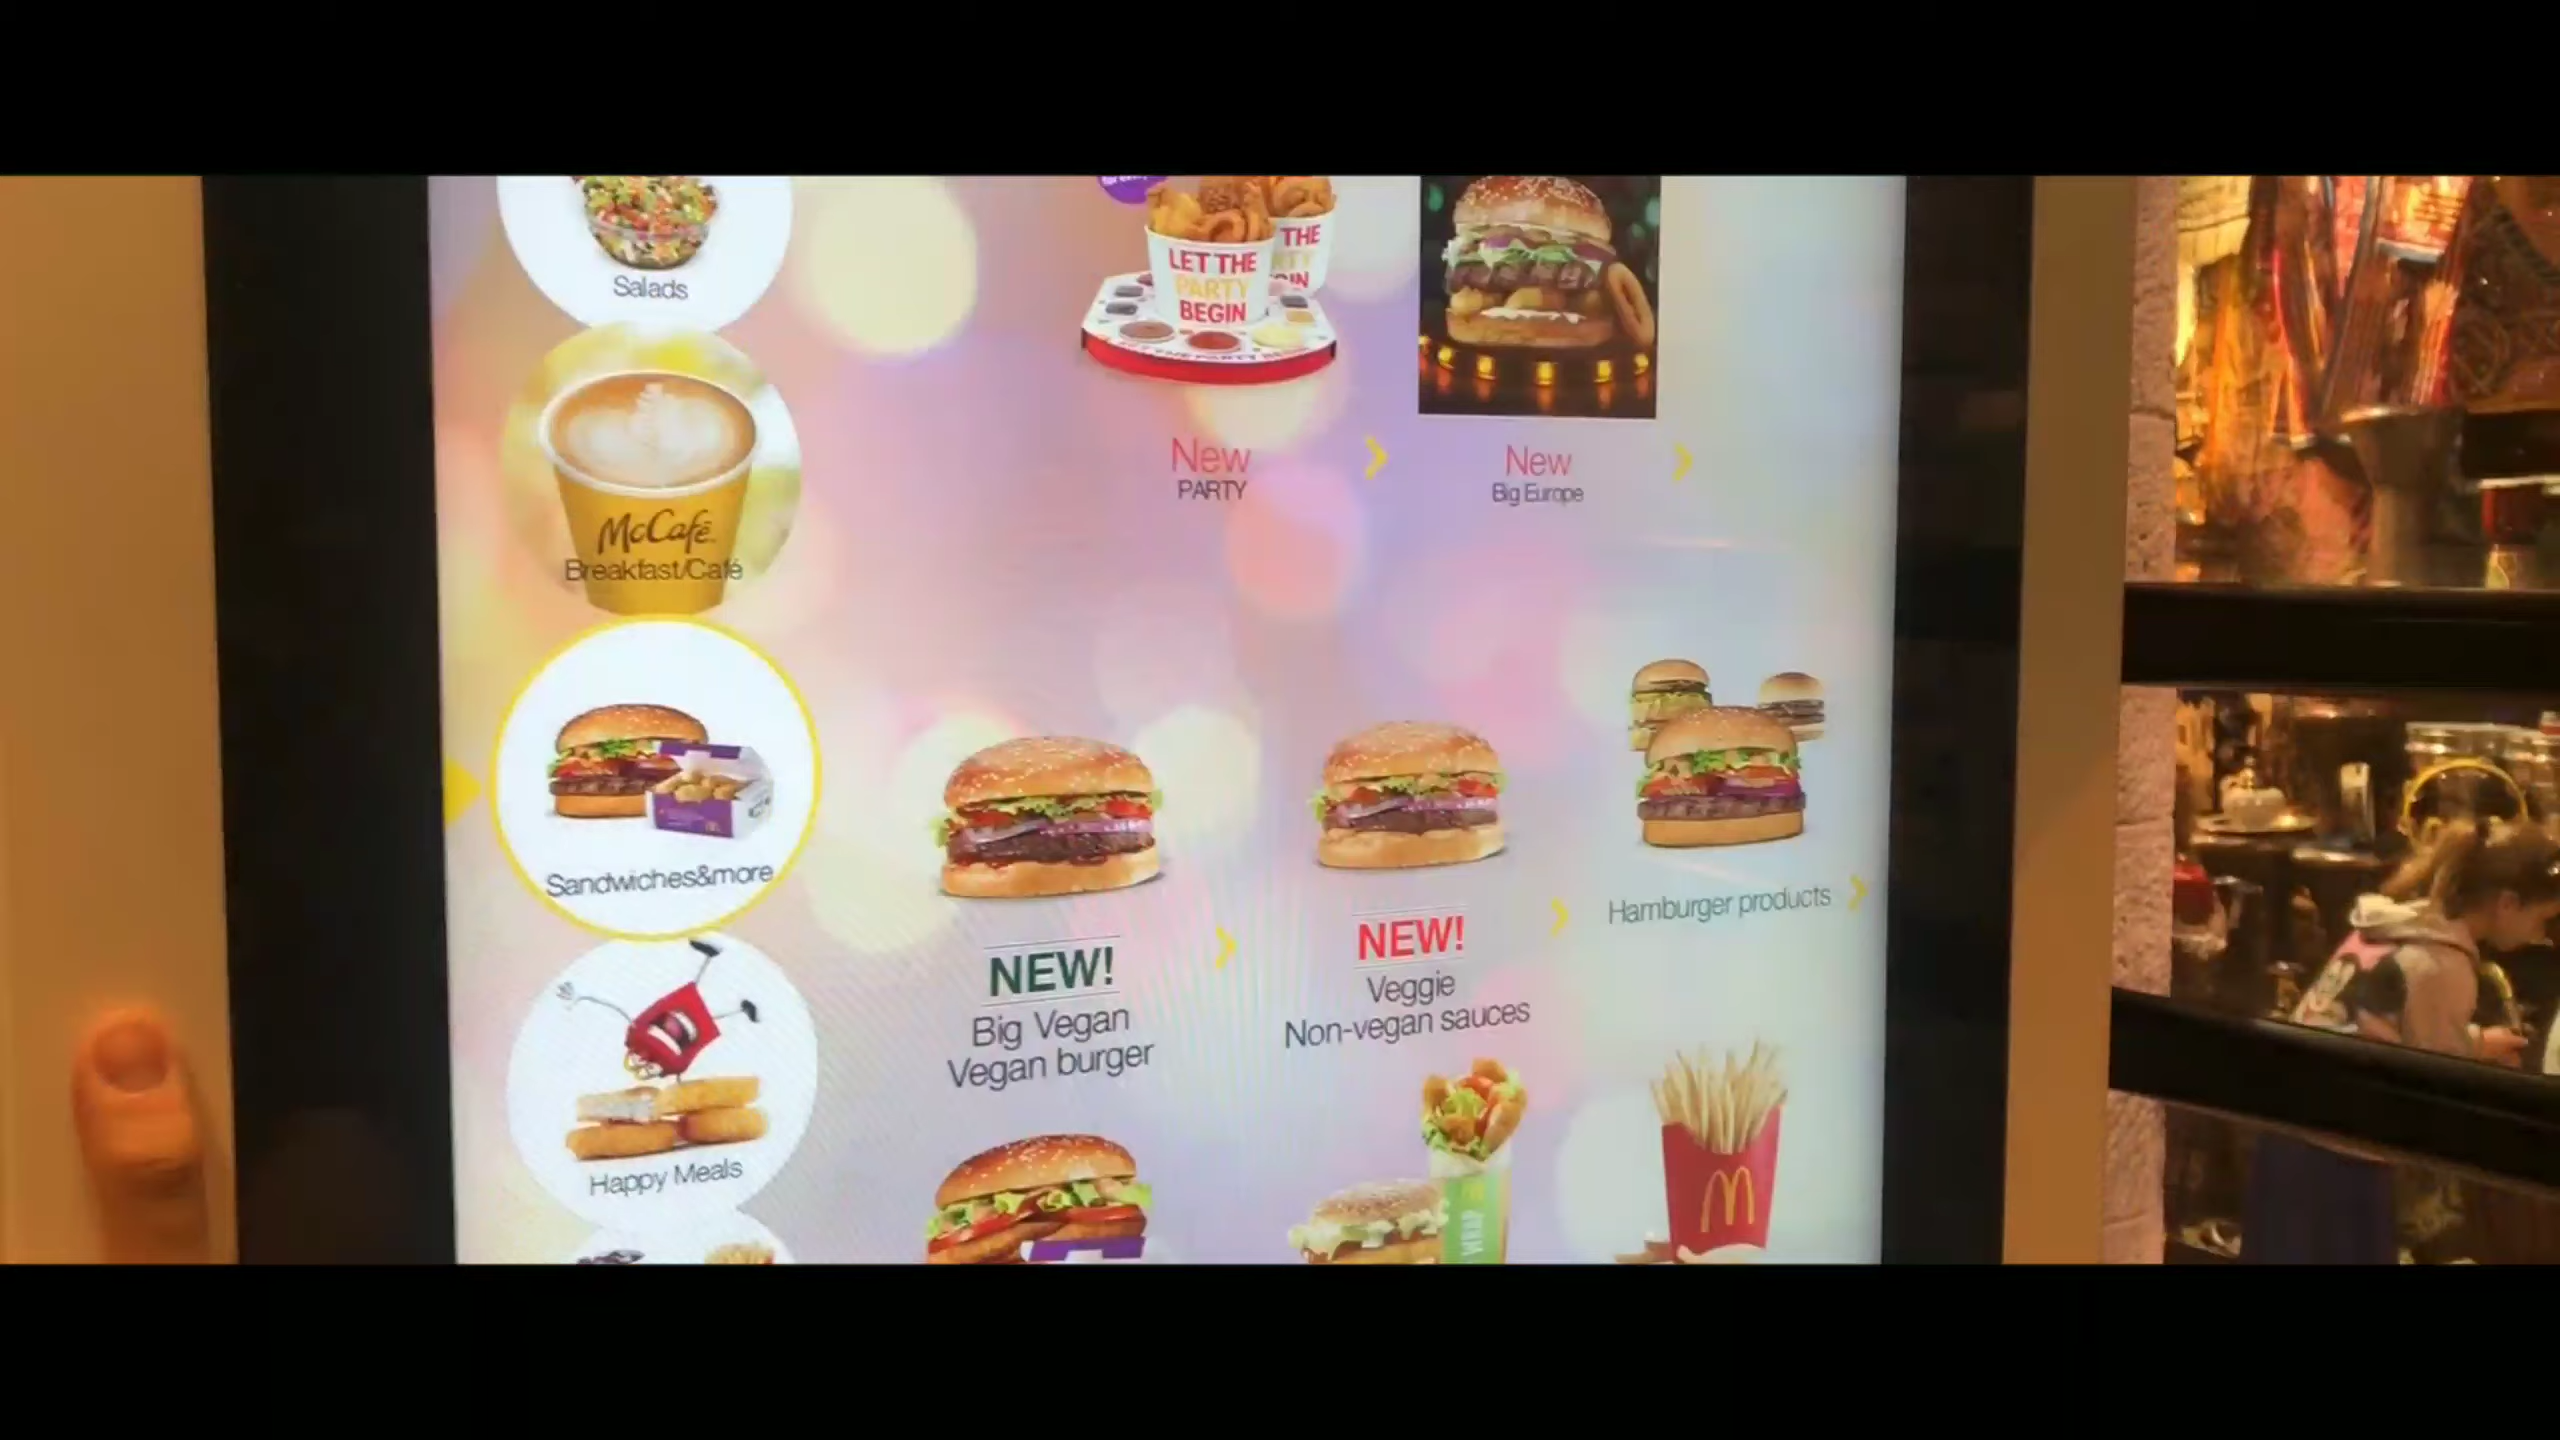 Salads
McCafé
Breakfast/Café
Sandwiches&more
Happy Meals
LET THE
PARTY
BEGIN
THE
New
PARTY
New
Big Europe
NEW!
Big Vegan
Vegan burger
NEW!
Veggie
Non-vegan sauces
Hamburger products
WRAP